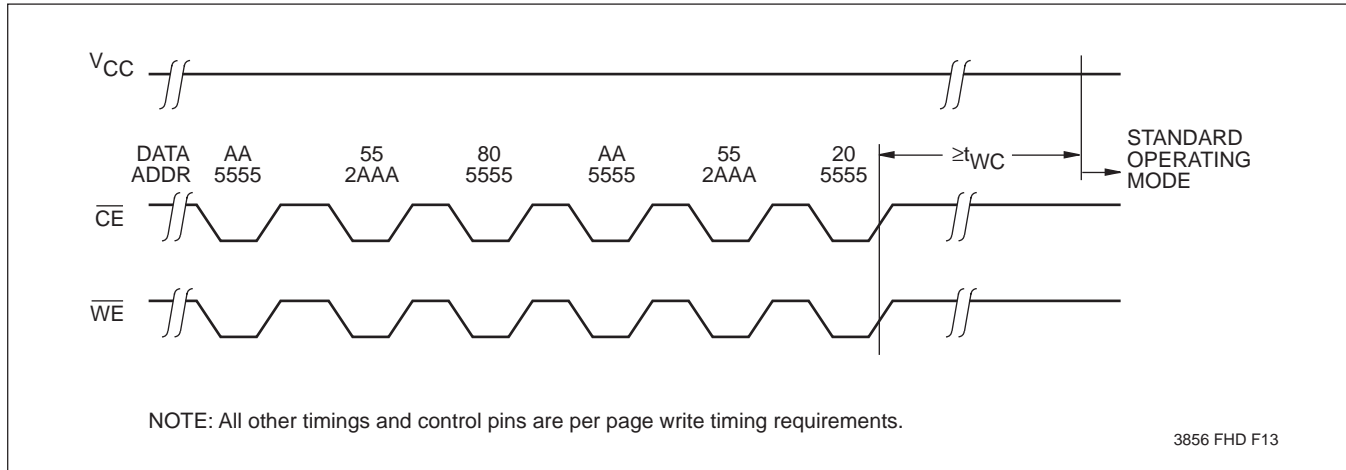 VCC
DATA AA 55 80 AA 55 20
ADDR 5555 2AAA 5555 5555 2AAA 5555
≥tWC
STANDARD
OPERATING
MODE
CE
WE
NOTE: All other timings and control pins are per page write timing requirements.
3856 FHD F13